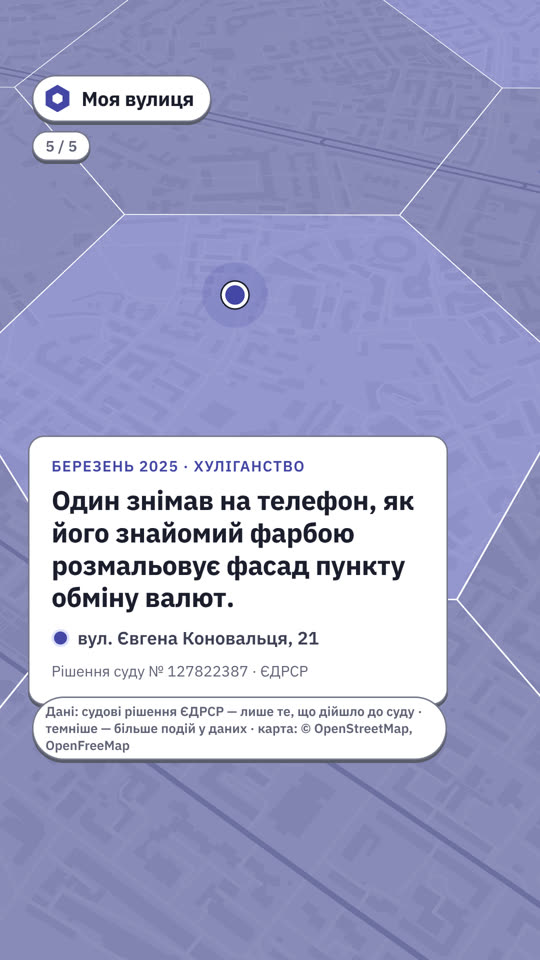 Моя вулиця
5 / 5
БЕРЕЗЕНЬ 2025 · ХУЛІГАНСТВО
Один знімав на телефон, як
його знайомий фарбою
розмальовує фасад пункту
обміну валют.
вул. Євгена Коновальця, 21
Рішення суду № 127822387 · ЄДРСР
Дані: судові рішення ЄДРСР — лише те, що дійшло до суду ·
темніше — більше подій у даних · карта: © OpenStreetMap,
OpenFreeMap